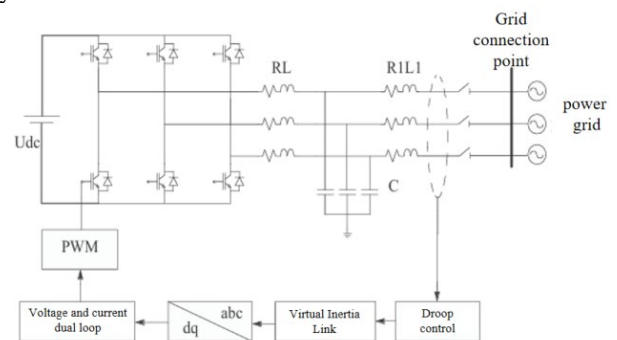 Grid
connection
point
RL
R1L1
power
grid
Udc
C
PWM
Voltage and current
dual loop
abc
dq
Virtual Inertia
Link
Droop
control